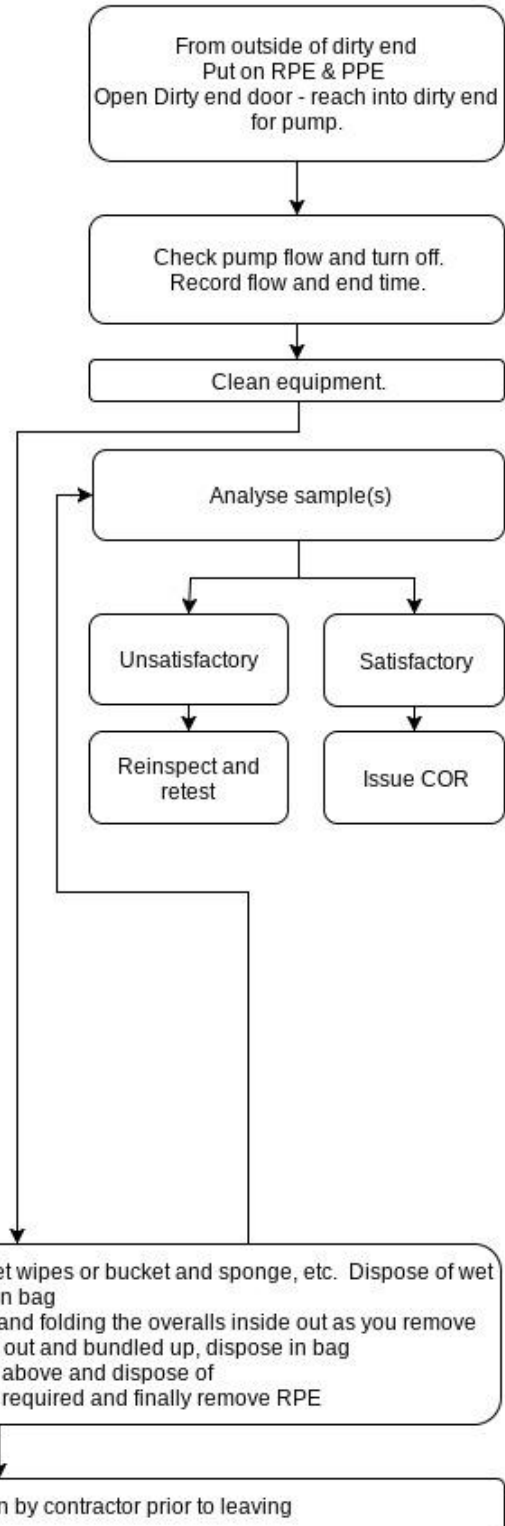 From outside of dirty end
Put on RPE & PPE
Open Dirty end door - reach into dirty end
for pump.
Check pump flow and turn off.
Record flow and end time.
Clean equipment.
Analyse sample(s)
Unsatisfactory
Satisfactory
Reinspect and
retest
Issue COR
wipes or bucket and sponge, etc. Dispose of wet
bag
and folding the overalls inside out as you remove
out and bundled up, dispose in bag
above and dispose of
required and finally remove RPE
by contractor prior to leaving